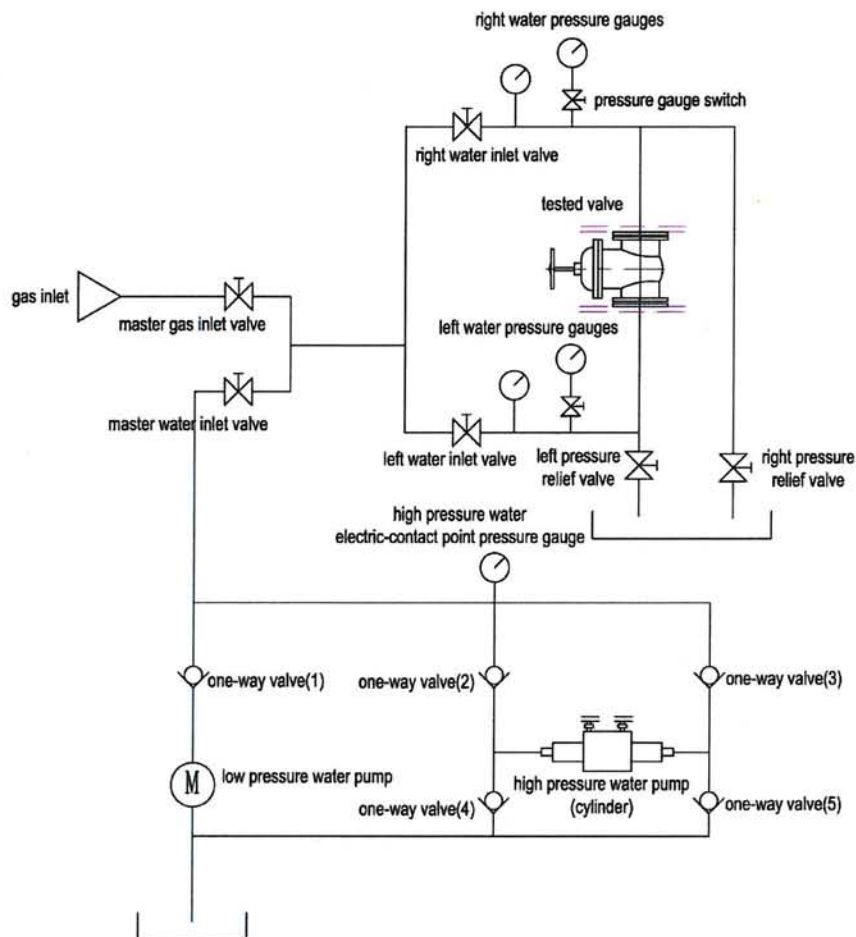 right water pressure gauges
pressure gauge switch
right water inlet valve
tested valve
gas inlet
master gas inlet valve
left water pressure gauges
master water inlet valve
left water inlet valve
left pressure
relief valve
right pressure
relief valve
high pressure water
electric-contact point pressure gauge
one-way valve(1)
one-way valve(2)
one-way valve(3)
M
low pressure water pump
high pressure water pump
(cylinder)
one-way valve(4)
one-way valve(5)